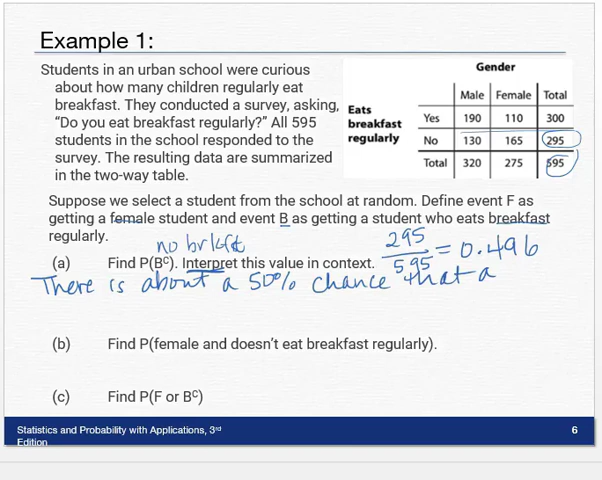 Example 1:
Students in an urban school were curious
about how many children regularly eat
breakfast. They conducted a survey, asking,
“Do you eat breakfast regularly?” All 595
students in the school responded to the
survey. The resulting data are summarized
in the two-way table.
Gender
Male Female Total
Eats
breakfast
regularly
Yes 190 110 300
No 130 165 295
Total 320 275 595
Suppose we select a student from the school at random. Define event F as
getting a female student and event B as getting a student who eats breakfast
regularly.
no brkfst
(a) Find P(Bᶜ). Interpret this value in context.
295/595 = 0.496
There is about a 50% chance that a
(b) Find P(female and doesn’t eat breakfast regularly).
(c) Find P(F or Bᶜ)
Statistics and Probability with Applications, 3rd
Edition
6